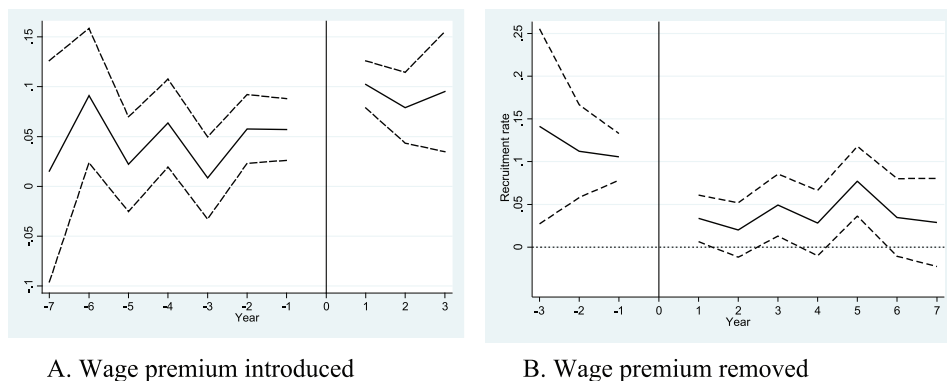 .15
.1
.05
0
-.05
-.1
-7 -6 -5 -4 -3 -2 -1 0 1 2 3
Year
A. Wage premium introduced
Recruitment rate
.25
.2
.15
.1
.05
0
-3 -2 -1 0 1 2 3 4 5 6 7
Year
B. Wage premium removed